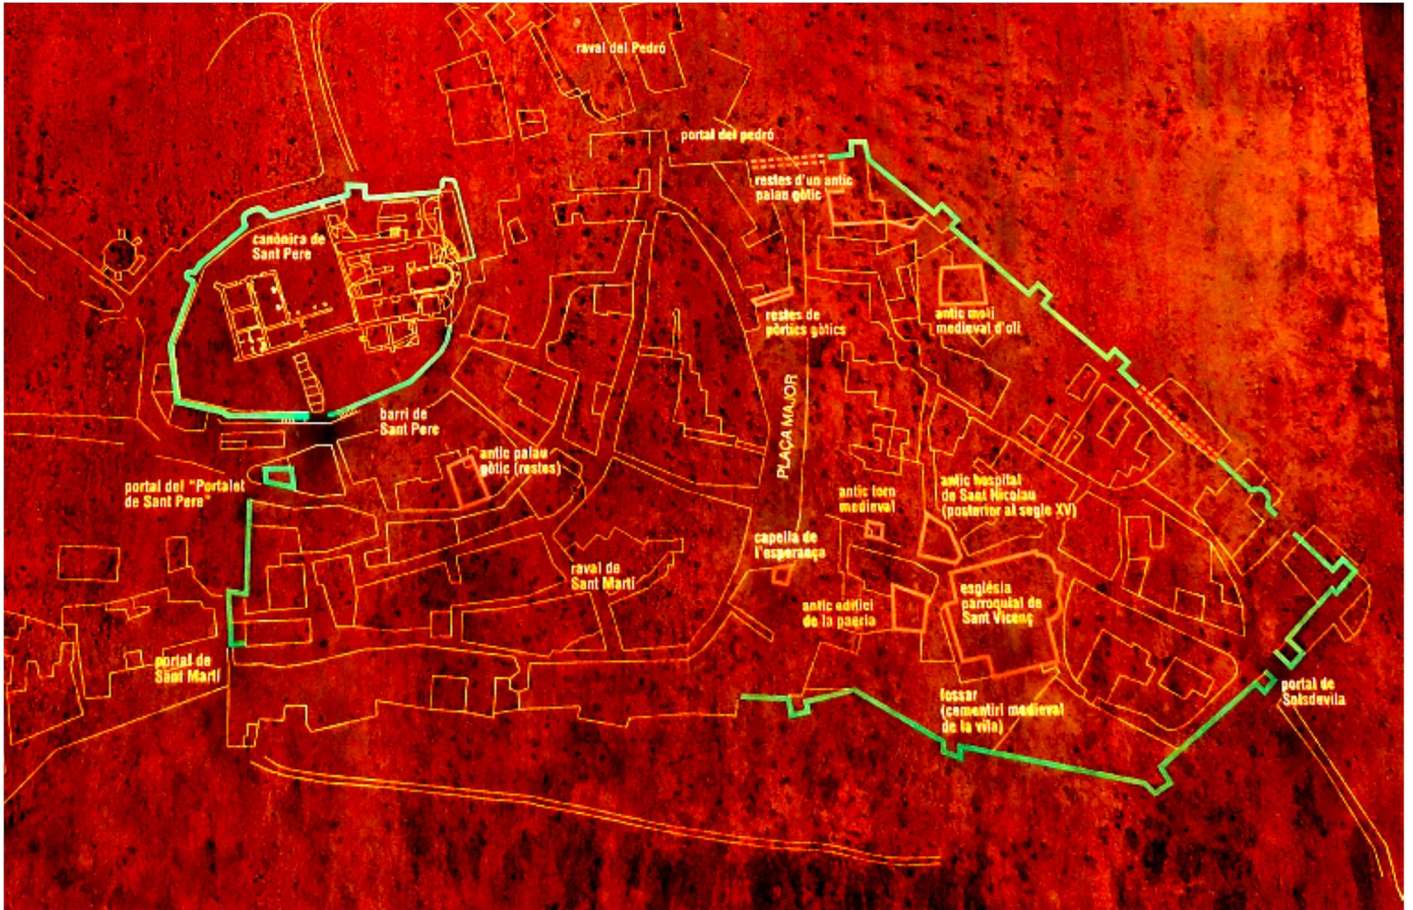 raval del Pedró
portal del pedró
restes d'un antic
palau gòtic
canònica de
Sant Pere
restes de
pòrtics gòtics
antic molí
medieval d'oli
PLAÇA MAJOR
barri de
Sant Pere
antic palau
gòtic (restes)
portal del "Portalet
de Sant Pere"
antic forn
medieval
antic hospital
de Sant Nicolau
(posterior al segle XV)
capella de
l'esperança
raval de
Sant Martí
antic edifici
de la paeria
església
parroquial de
Sant Vicenç
portal de
Sant Martí
fossar
(cementiri medieval
de la vila)
portal de
Solsdevila